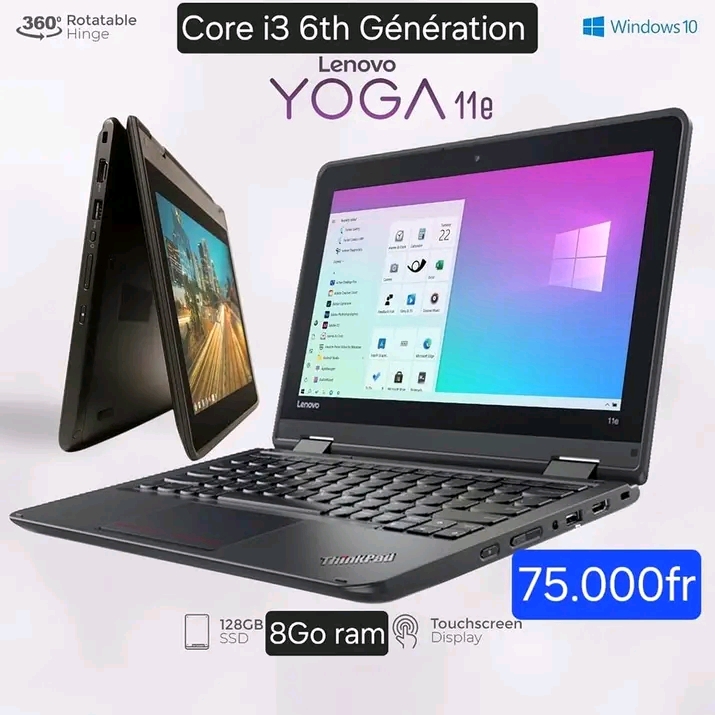 360° Rotatable
Hinge
Core i3 6th Génération
Windows 10
Lenovo
YOGA 11e
22
Lenovo
11e
ThinkPad
75.000fr
128GB
SSD
8Go ram
Touchscreen
Display